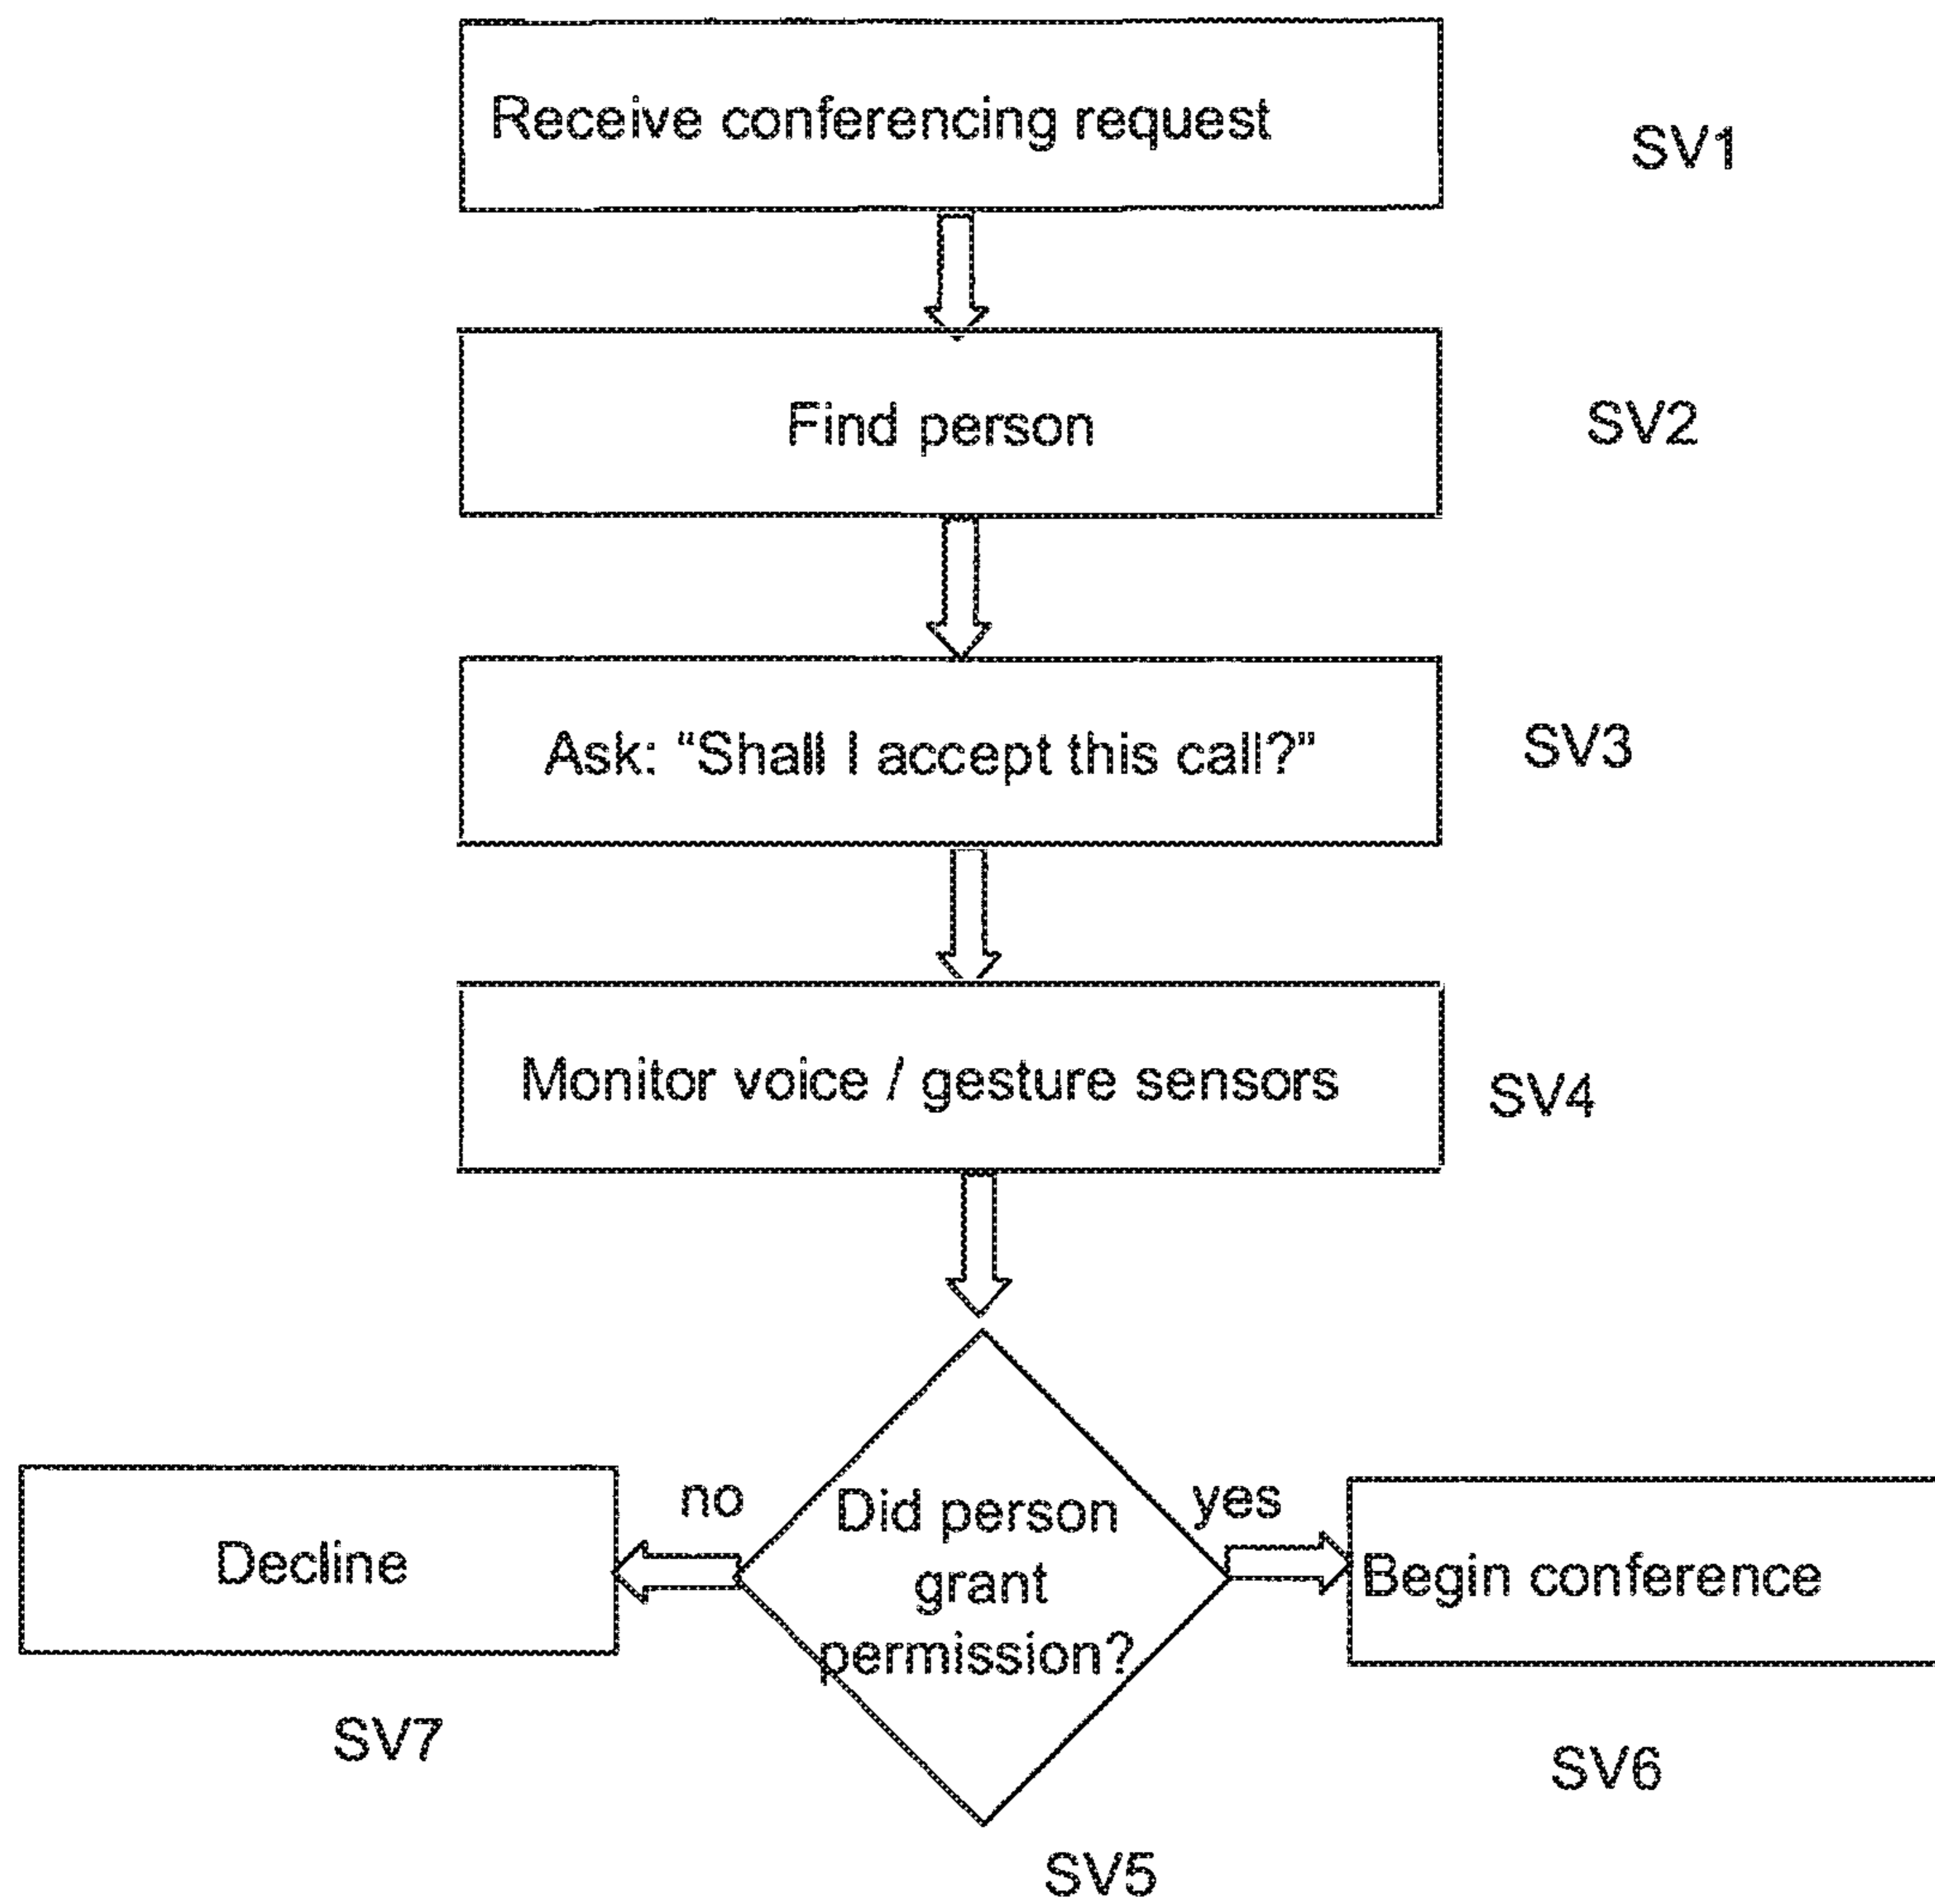 Receive conferencing request
SV1
Find person
SV2
Ask: “Shall I accept this call?”
SV3
Monitor voice / gesture sensors
SV4
no
yes
Did person
grant
permission?
Decline
Begin conference
SV7
SV6
SV5